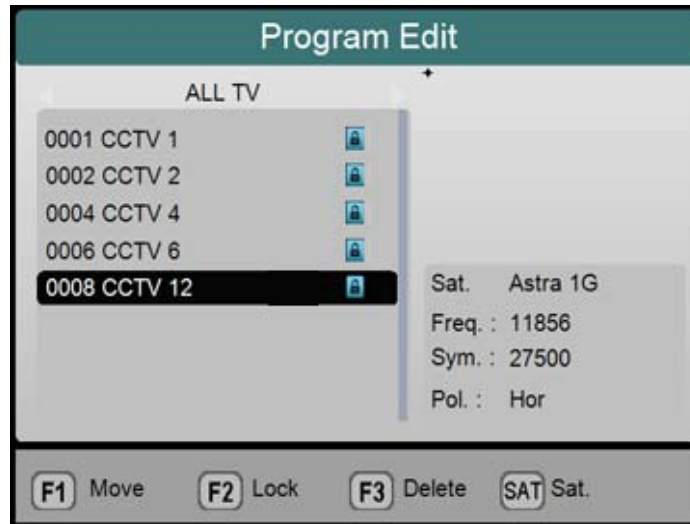 Program Edit
ALL TV
0001 CCTV 1
0002 CCTV 2
0004 CCTV 4
0006 CCTV 6
0008 CCTV 12
Sat. Astra 1G
Freq. : 11856
Sym. : 27500
Pol. : Hor
F1 Move F2 Lock F3 Delete SAT Sat.